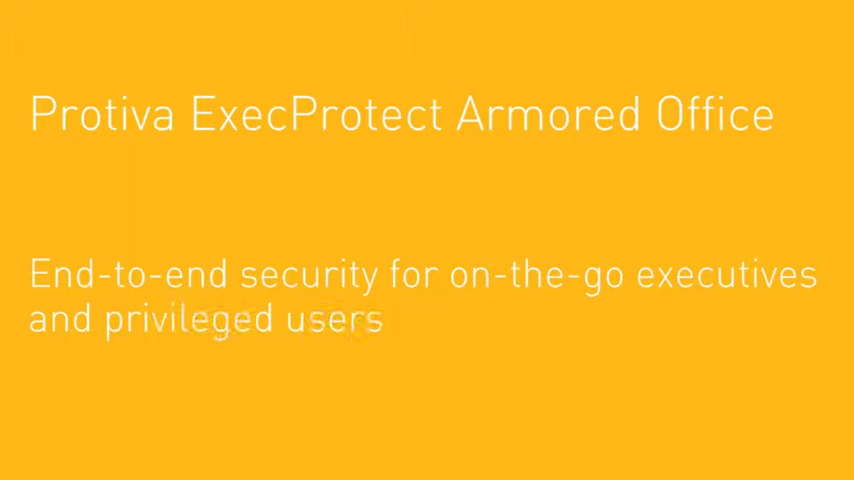 Protiva ExecProtect Armored Office
End-to-end security for on-the-go executives
and privileged users